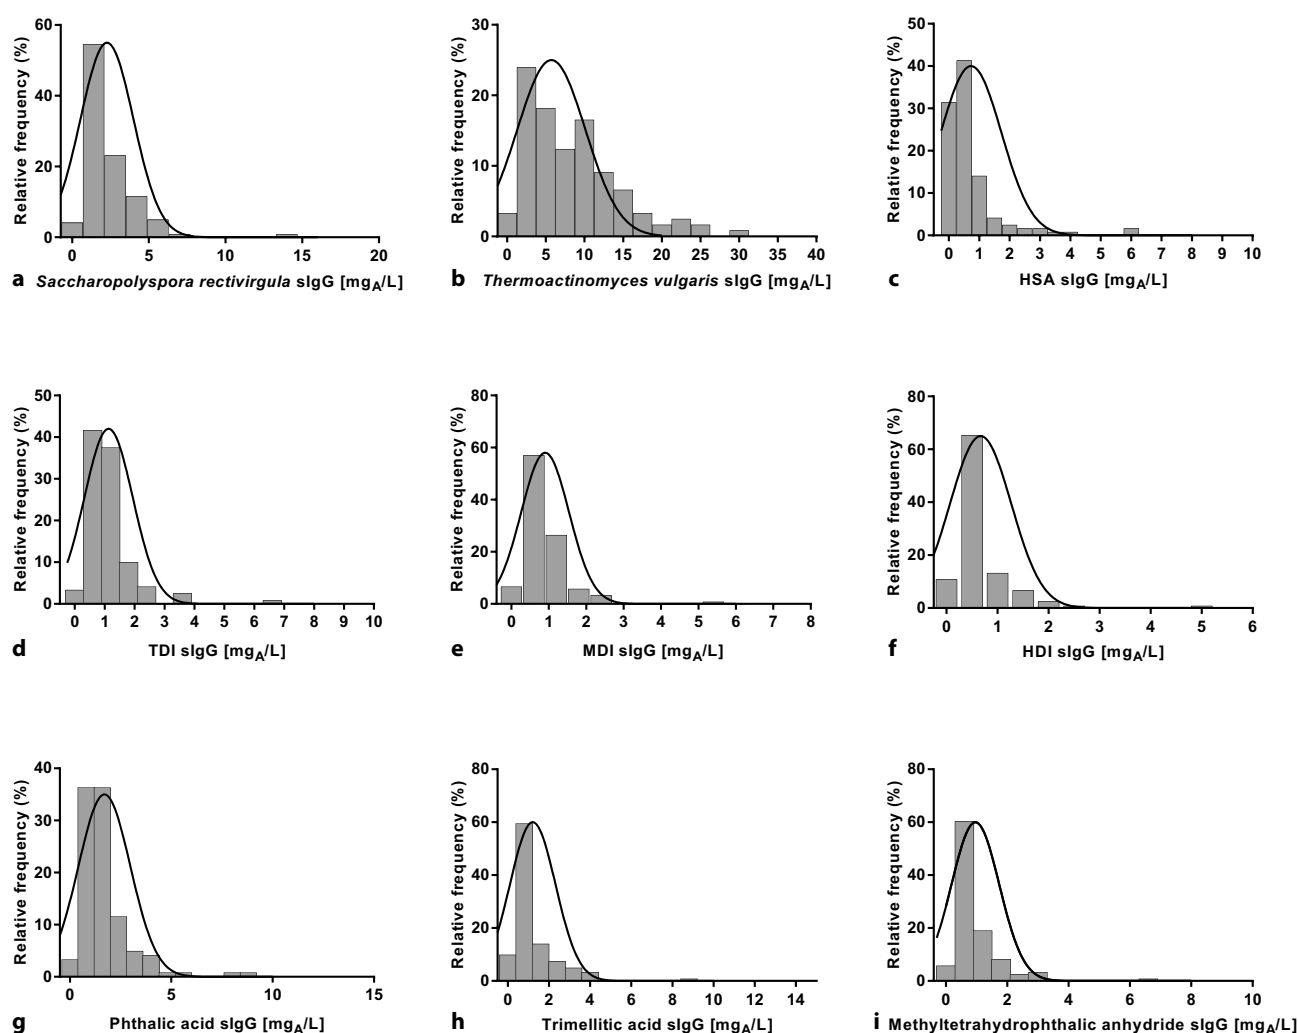 60
40
20
0
Relative frequency (%)
0 5 10 15 20
a Saccharopolyspora rectivirgula sIgG [mgA/L]
30
20
10
0
Relative frequency (%)
0 5 10 15 20 25 30 35 40
b Thermoactinomyces vulgaris sIgG [mgA/L]
50
40
30
20
10
0
Relative frequency (%)
0 1 2 3 4 5 6 7 8 9 10
c HSA sIgG [mgA/L]
50
40
30
20
10
0
Relative frequency (%)
0 1 2 3 4 5 6 7 8 9 10
d TDI sIgG [mgA/L]
80
60
40
20
0
Relative frequency (%)
0 1 2 3 4 5 6 7 8
e MDI sIgG [mgA/L]
80
60
40
20
0
Relative frequency (%)
0 1 2 3 4 5 6
f HDI sIgG [mgA/L]
40
30
20
10
0
Relative frequency (%)
0 5 10 15
g Phthalic acid sIgG [mgA/L]
80
60
40
20
0
Relative frequency (%)
0 2 4 6 8 10 12 14
h Trimellitic acid sIgG [mgA/L]
80
60
40
20
0
Relative frequency (%)
0 2 4 6 8 10
i Methyltetrahydrophthalic anhydride sIgG [mgA/L]